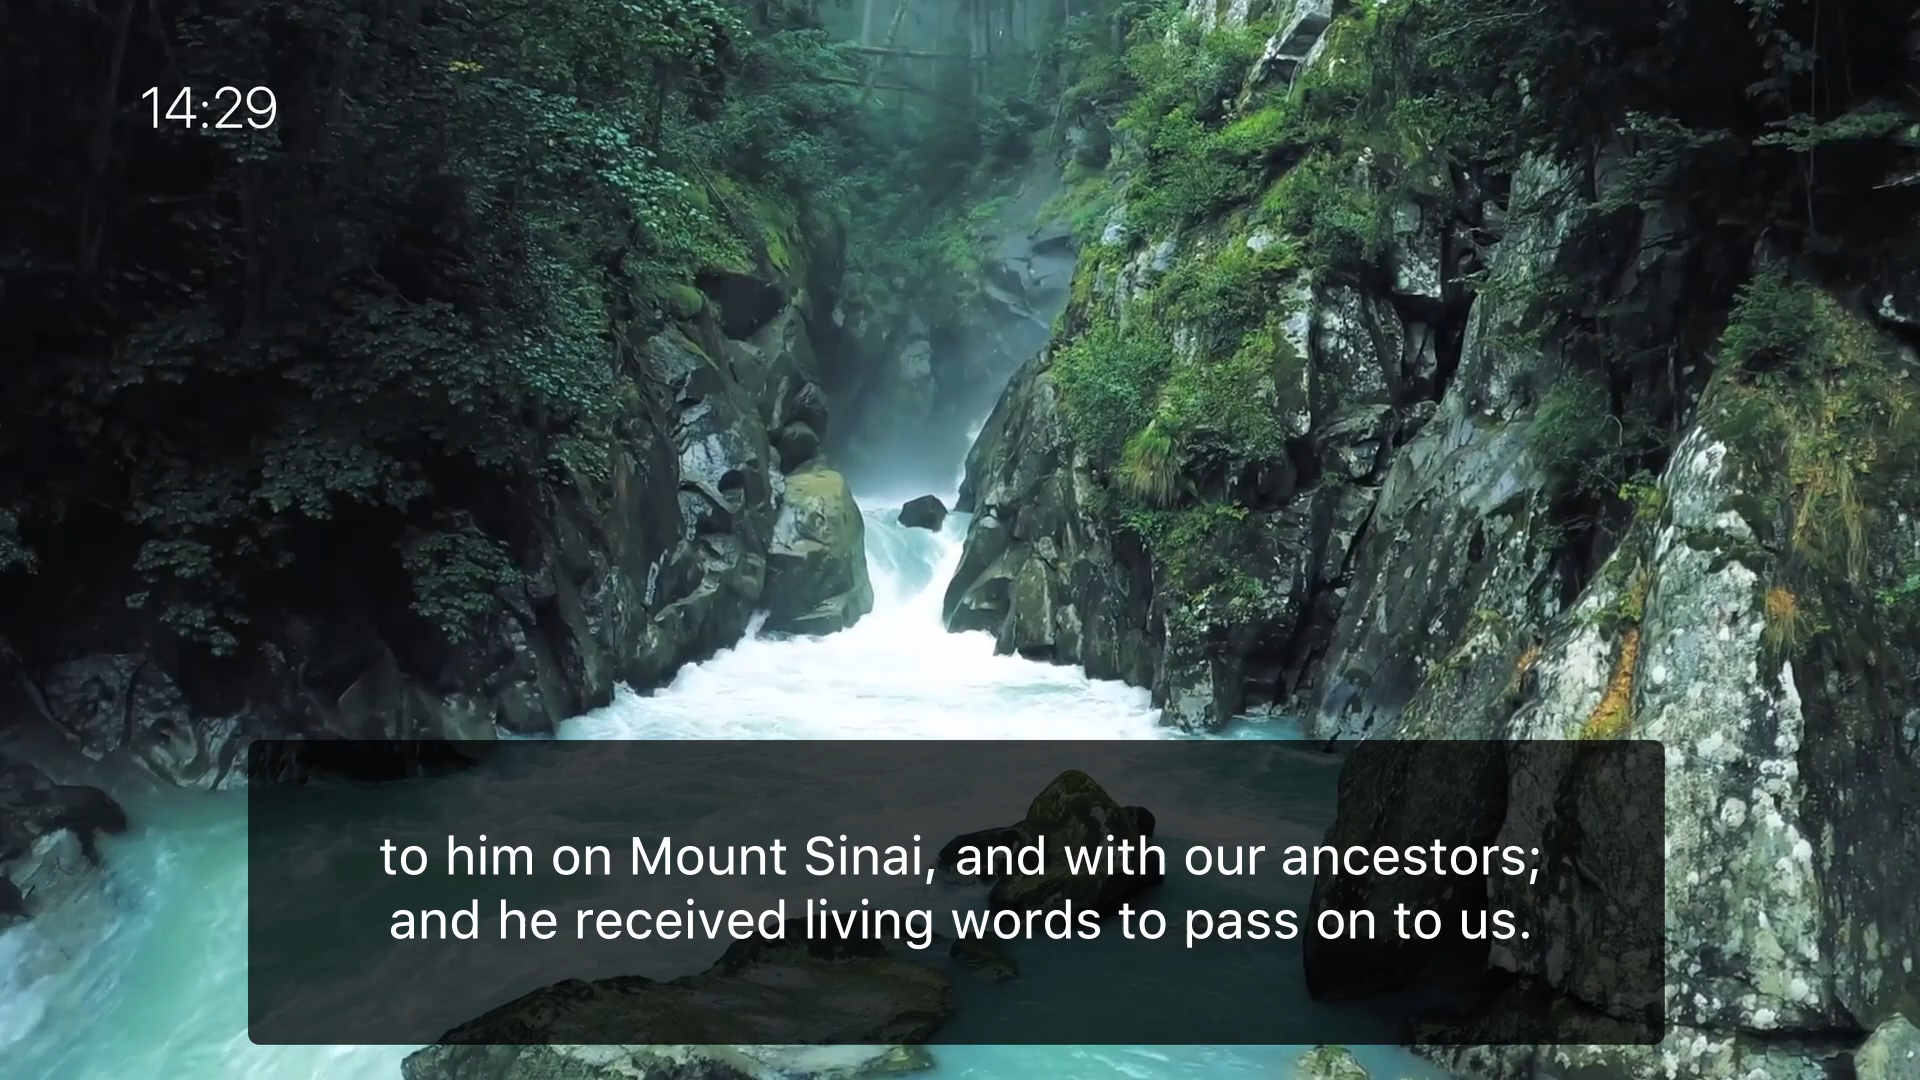 14:29
to him on Mount Sinai, and with our ancestors;
and he received living words to pass on to us.